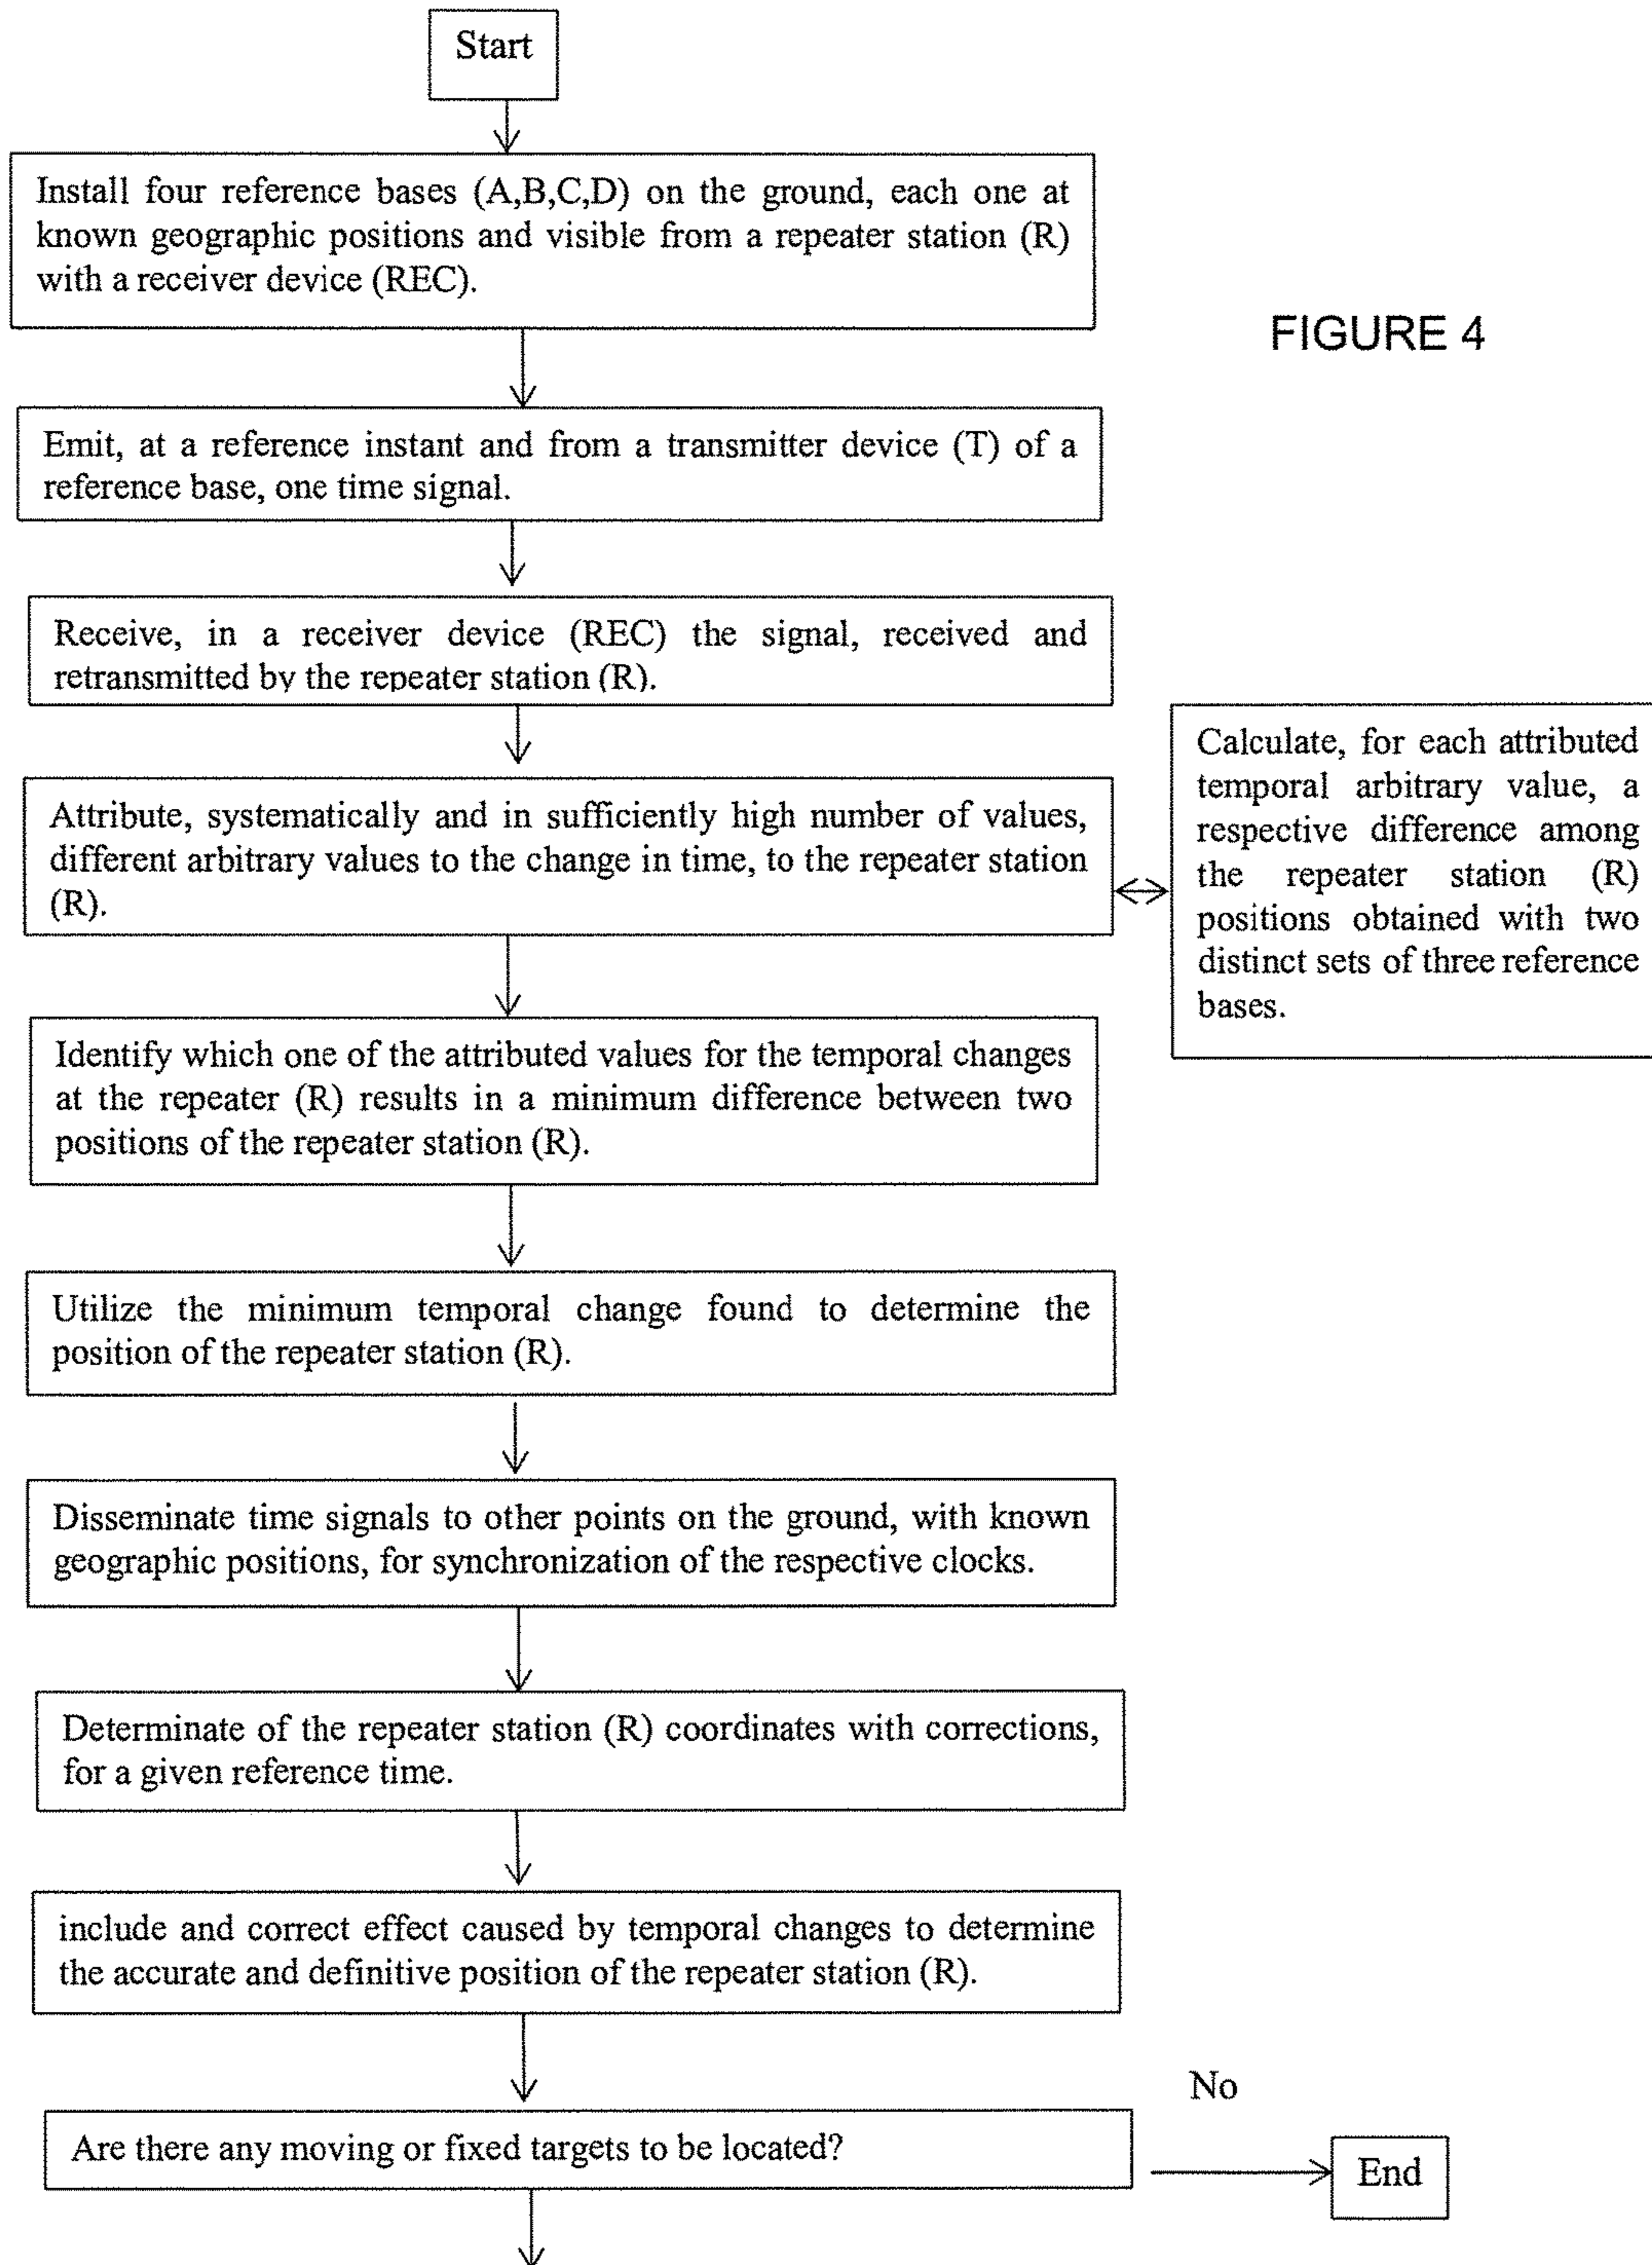 Start
Install four reference bases (A,B,C,D) on the ground, each one at
known geographic positions and visible from a repeater station (R)
with a receiver device (REC).
FIGURE 4
Emit, at a reference instant and from a transmitter device (T) of a
reference base, one time signal.
Receive, in a receiver device (REC) the signal, received and
retransmitted by the repeater station (R).
Attribute, systematically and in sufficiently high number of values,
different arbitrary values to the change in time, to the repeater station
(R).
Calculate, for each attributed
temporal arbitrary value, a
respective difference among
the repeater station (R)
positions obtained with two
distinct sets of three reference
bases.
Identify which one of the attributed values for the temporal changes
at the repeater (R) results in a minimum difference between two
positions of the repeater station (R).
Utilize the minimum temporal change found to determine the
position of the repeater station (R).
Disseminate time signals to other points on the ground, with known
geographic positions, for synchronization of the respective clocks.
Determinate of the repeater station (R) coordinates with corrections,
for a given reference time.
include and correct effect caused by temporal changes to determine
the accurate and definitive position of the repeater station (R).
Are there any moving or fixed targets to be located?
No
End